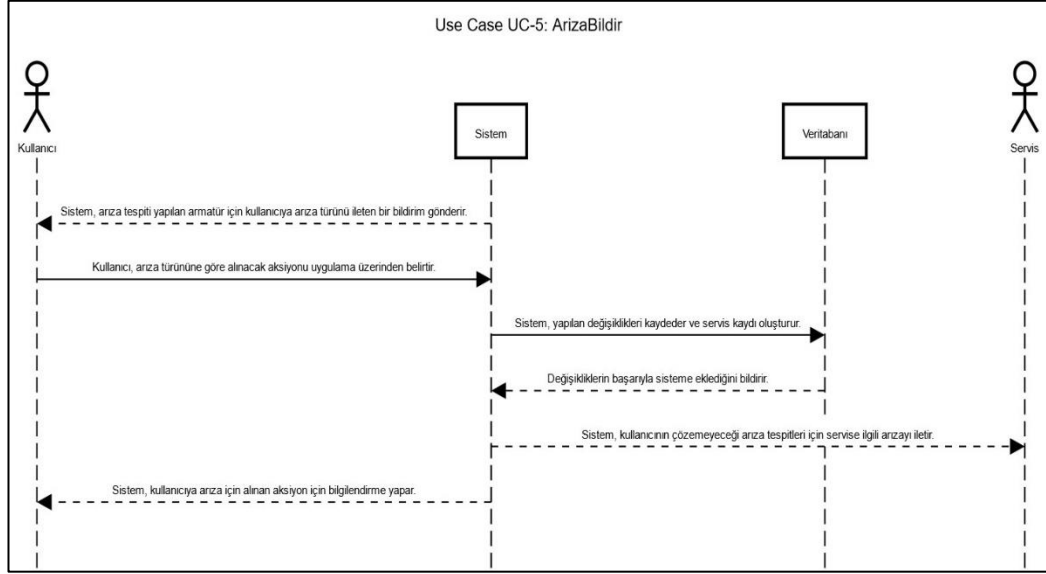 Use Case UC-5: ArizaBildir
Kullanıcı
Sistem
Veritabanı
Servis
Sistem, arıza tespiti yapılan armatür için kullanıcıya arıza türünü ileten bir bildirim gönderir.
Kullanıcı, arıza türününe göre alınacak aksiyonu uygulama üzerinden belirtir.
Sistem, yapılan değişiklikleri kaydeder ve servis kaydı oluşturur.
Değişikliklerin başarıyla sisteme eklediğini bildirir.
Sistem, kullanıcının çözemeyeceği arıza tespitleri için servise ilgili arızayı iletir.
Sistem, kullanıcıya arıza için alınan aksiyon için bilgilendirme yapar.